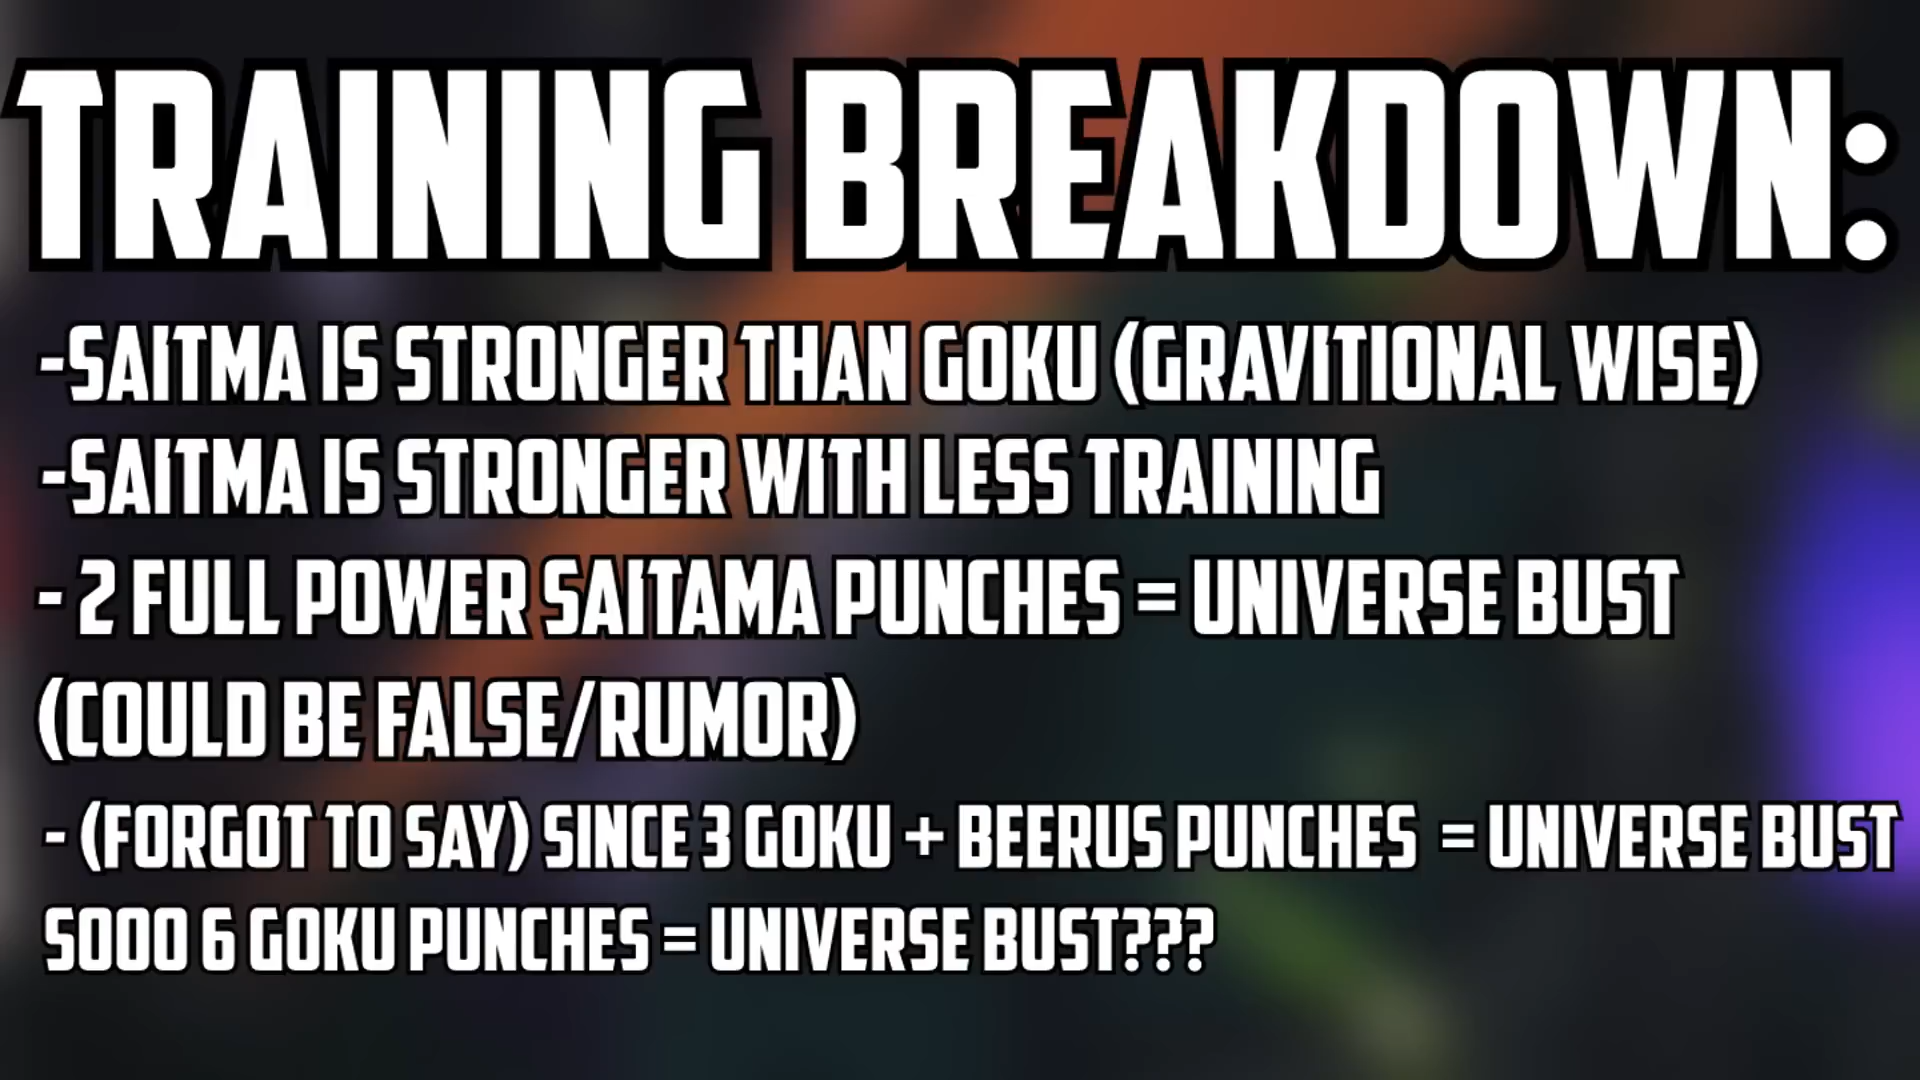 TRAINING BREAKDOWN:
-SAITMA IS STRONGER THAN GOKU (GRAVITIONAL WISE)
-SAITMA IS STRONGER WITH LESS TRAINING
- 2 FULL POWER SAITAMA PUNCHES = UNIVERSE BUST
(COULD BE FALSE/RUMOR)
- (FORGOT TO SAY) SINCE 3 GOKU + BEERUS PUNCHES = UNIVERSE BUST
SOOO 6 GOKU PUNCHES = UNIVERSE BUST???